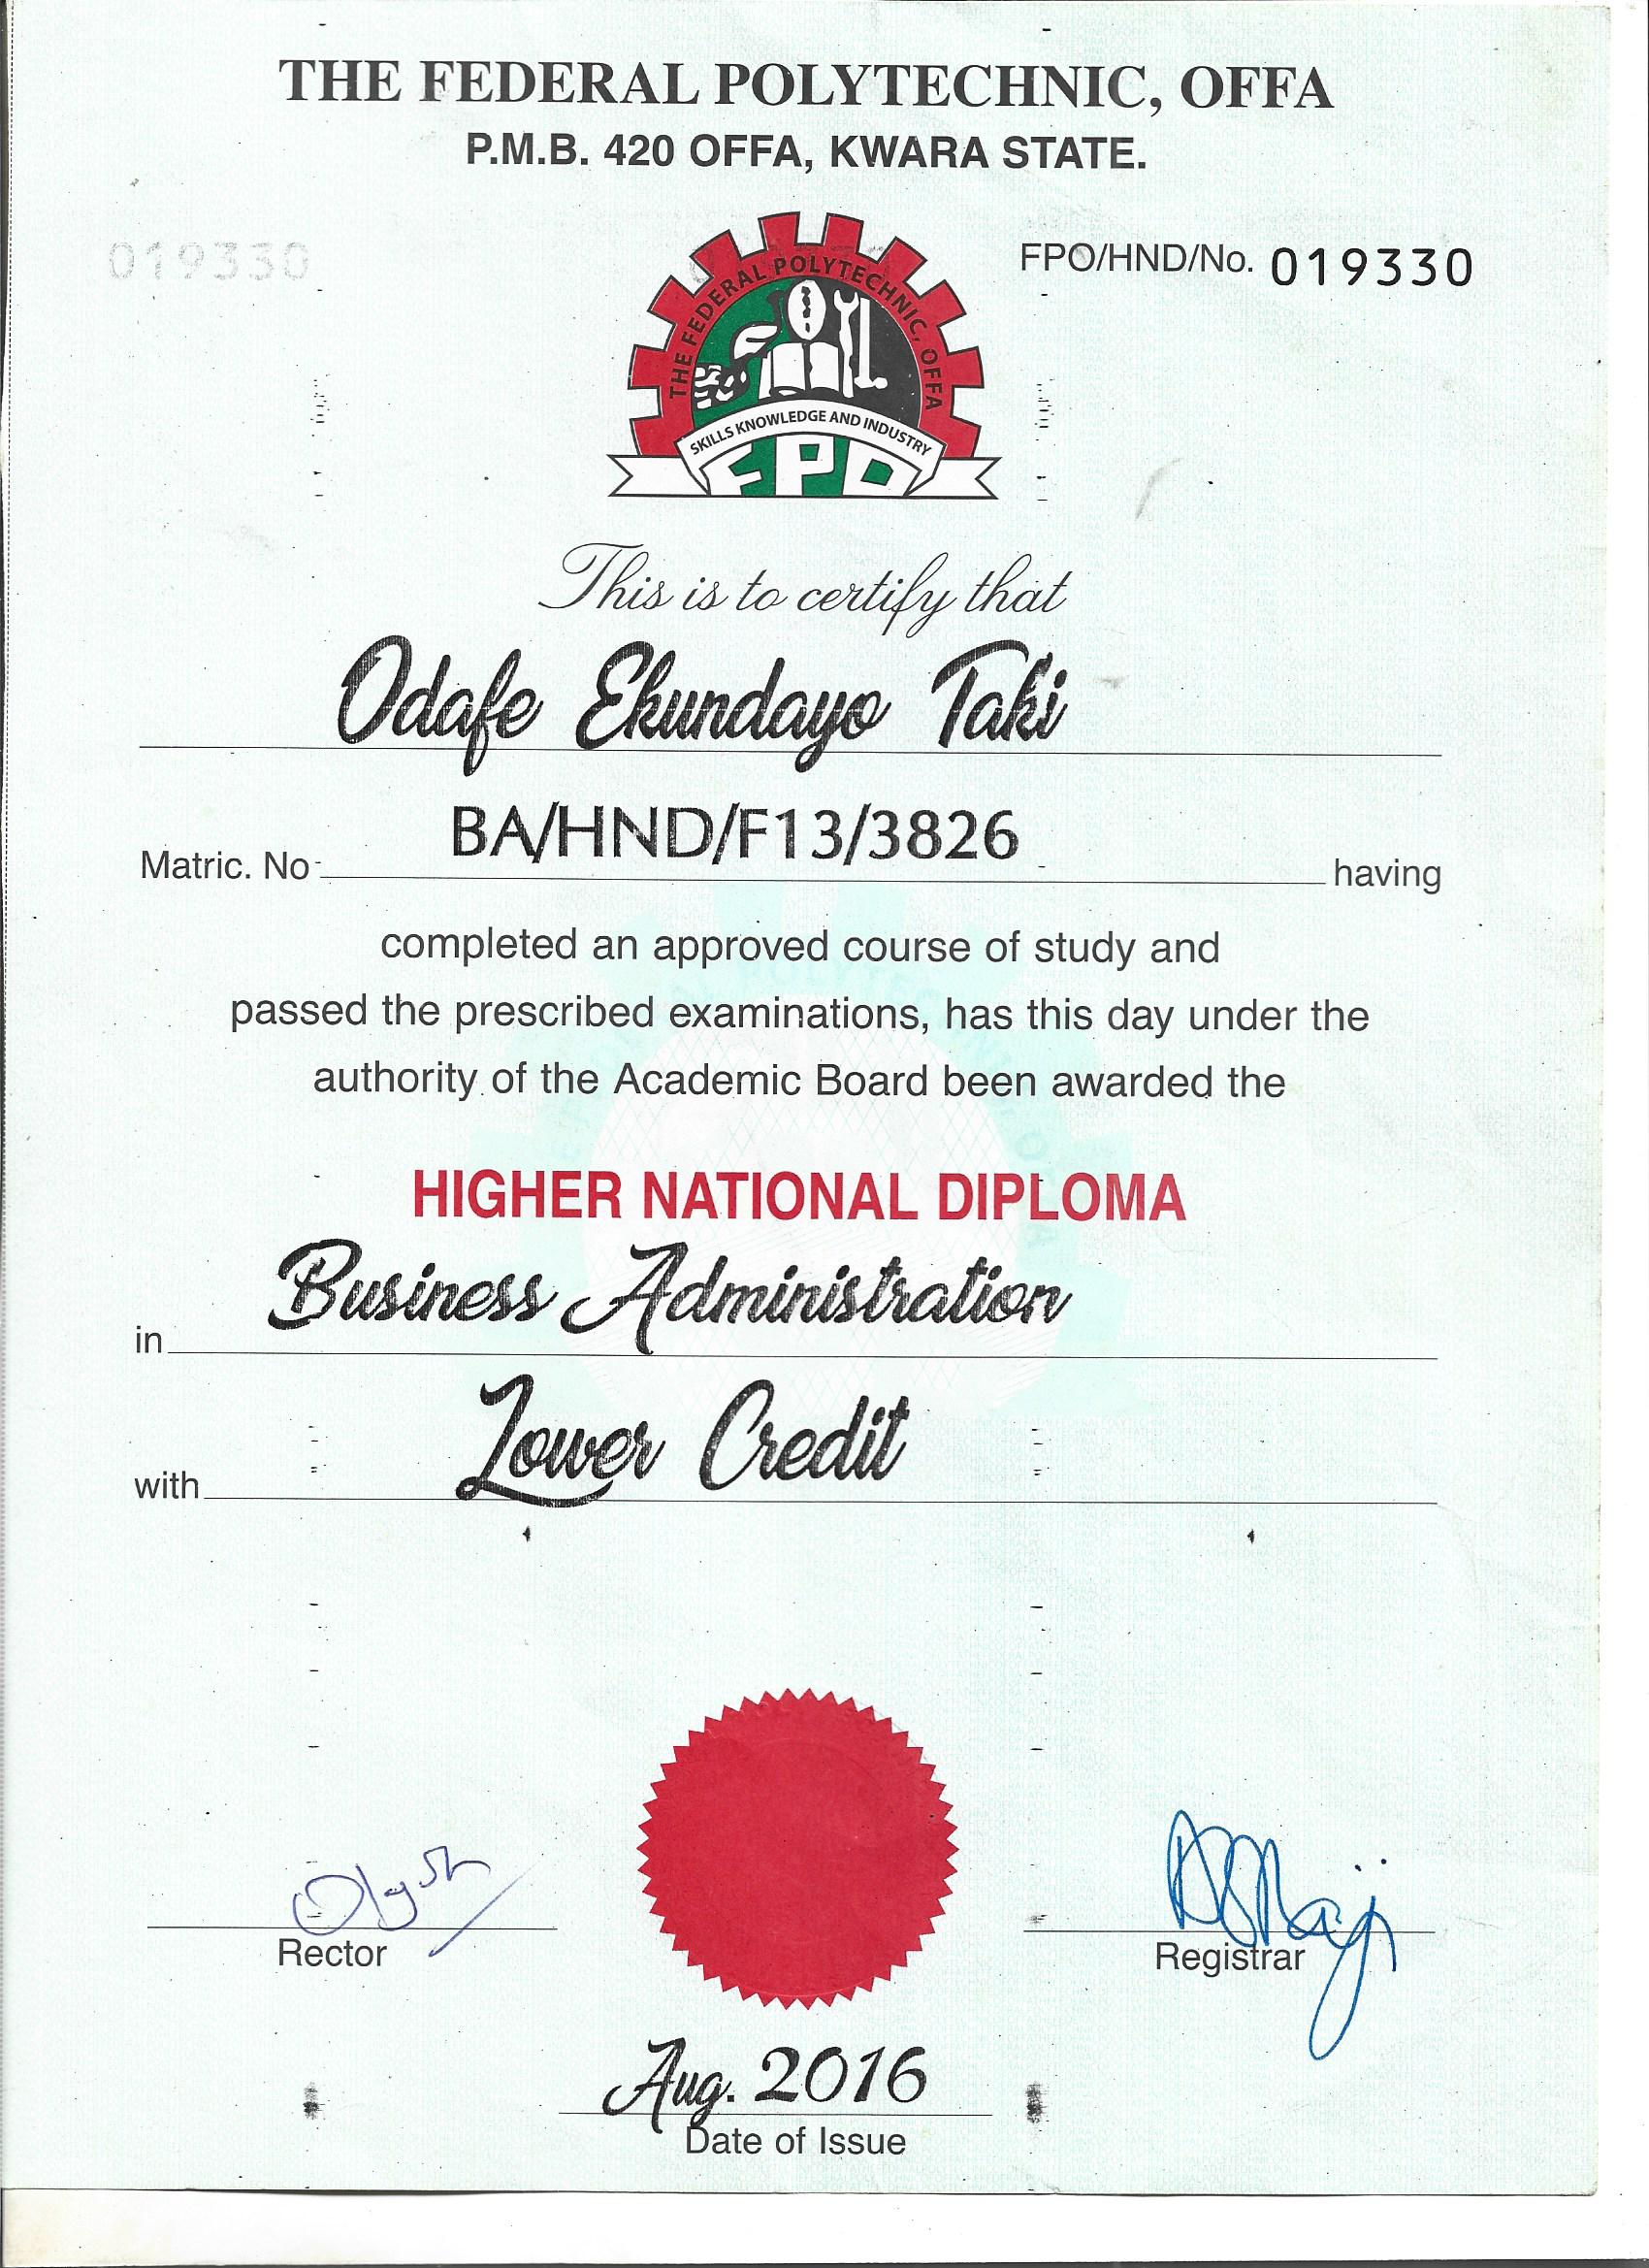 THE FEDERAL POLYTECHNIC, OFFA
P.M.B. 420 OFFA, KWARA STATE.
019330
FPO/HND/No. 019330
THE FEDERAL POLYTECHNIC, OFFA
SKILLS KNOWLEDGE AND INDUSTRY
FPO
This is to certify that
Odafe Ekundayo Taki
Matric. No BA/HND/F13/3826 having
completed an approved course of study and
passed the prescribed examinations, has this day under the
authority of the Academic Board been awarded the
HIGHER NATIONAL DIPLOMA
in Business Administration
with Lower Credit
Rector
Registrar
Aug. 2016
Date of Issue